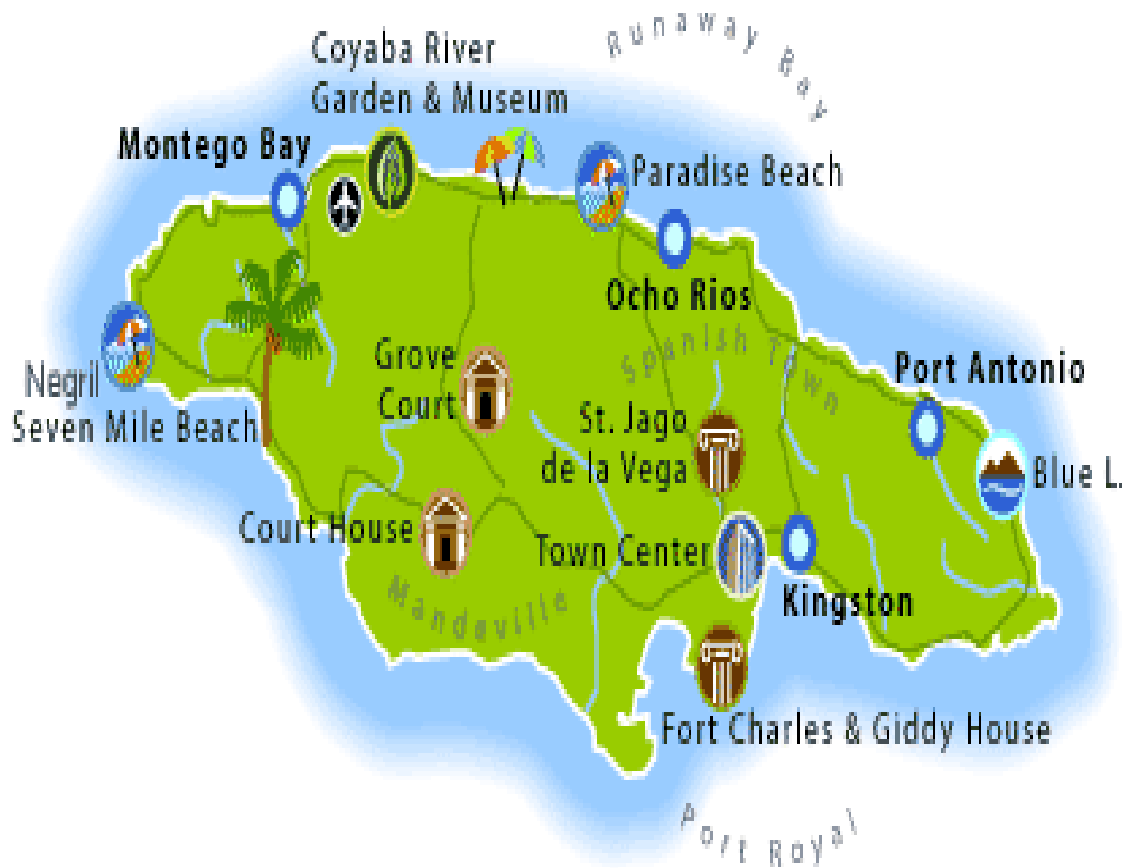 Coyaba River
Garden & Museum
Runaway Bay
Montego Bay
Paradise Beach
Ocho Rios
Spanish Town
Grove
Court
Port Antonio
Negril
Seven Mile Beach
St. Jago
de la Vega
Blue L.
Court House
Town Center
Kingston
Mandeville
Fort Charles & Giddy House
Port Royal